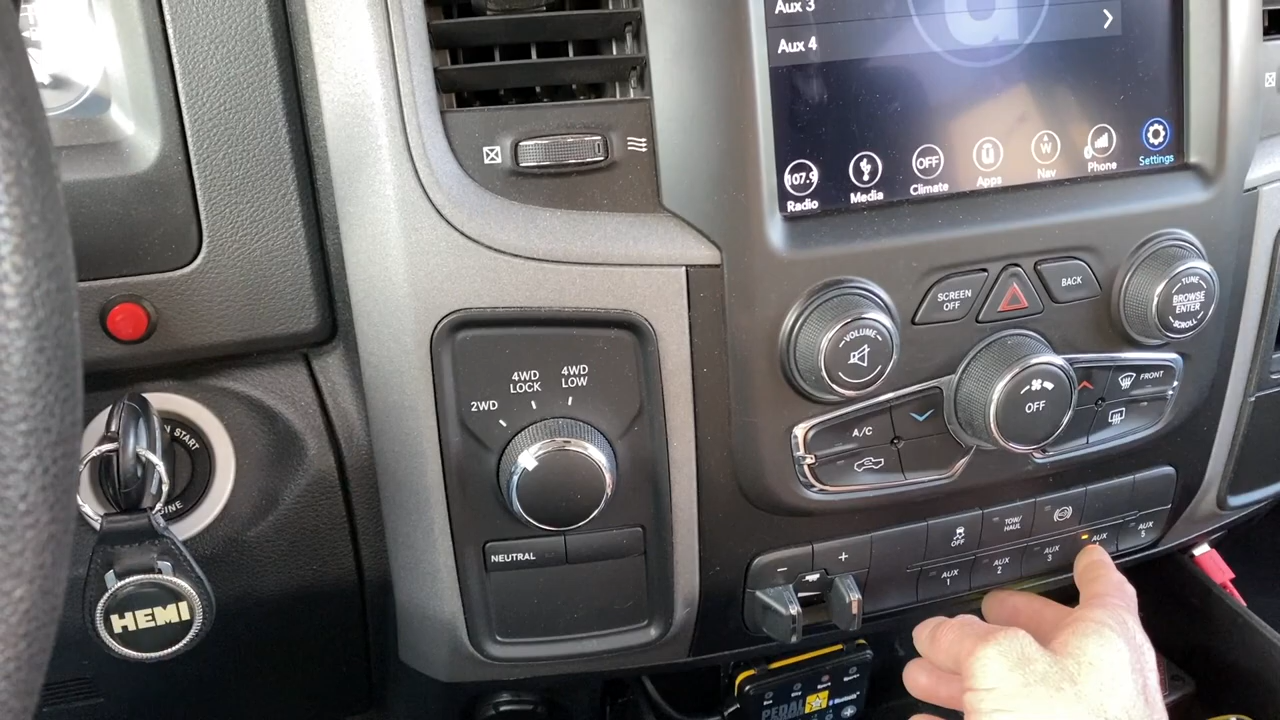 Aux 3
Aux 4
107.9
Radio
Media
OFF
Climate
Apps
A
W
Nav
Phone
Settings
SCREEN
OFF
BACK
TUNE
BROWSE
ENTER
SCROLL
VOLUME
OFF
FRONT
A/C
2WD
4WD
LOCK
4WD
LOW
NEUTRAL
START
HEMI
OFF
TOW/
HAUL
- +
AUX
1
AUX
2
AUX
3
AUX
AUX
5
PEDAL